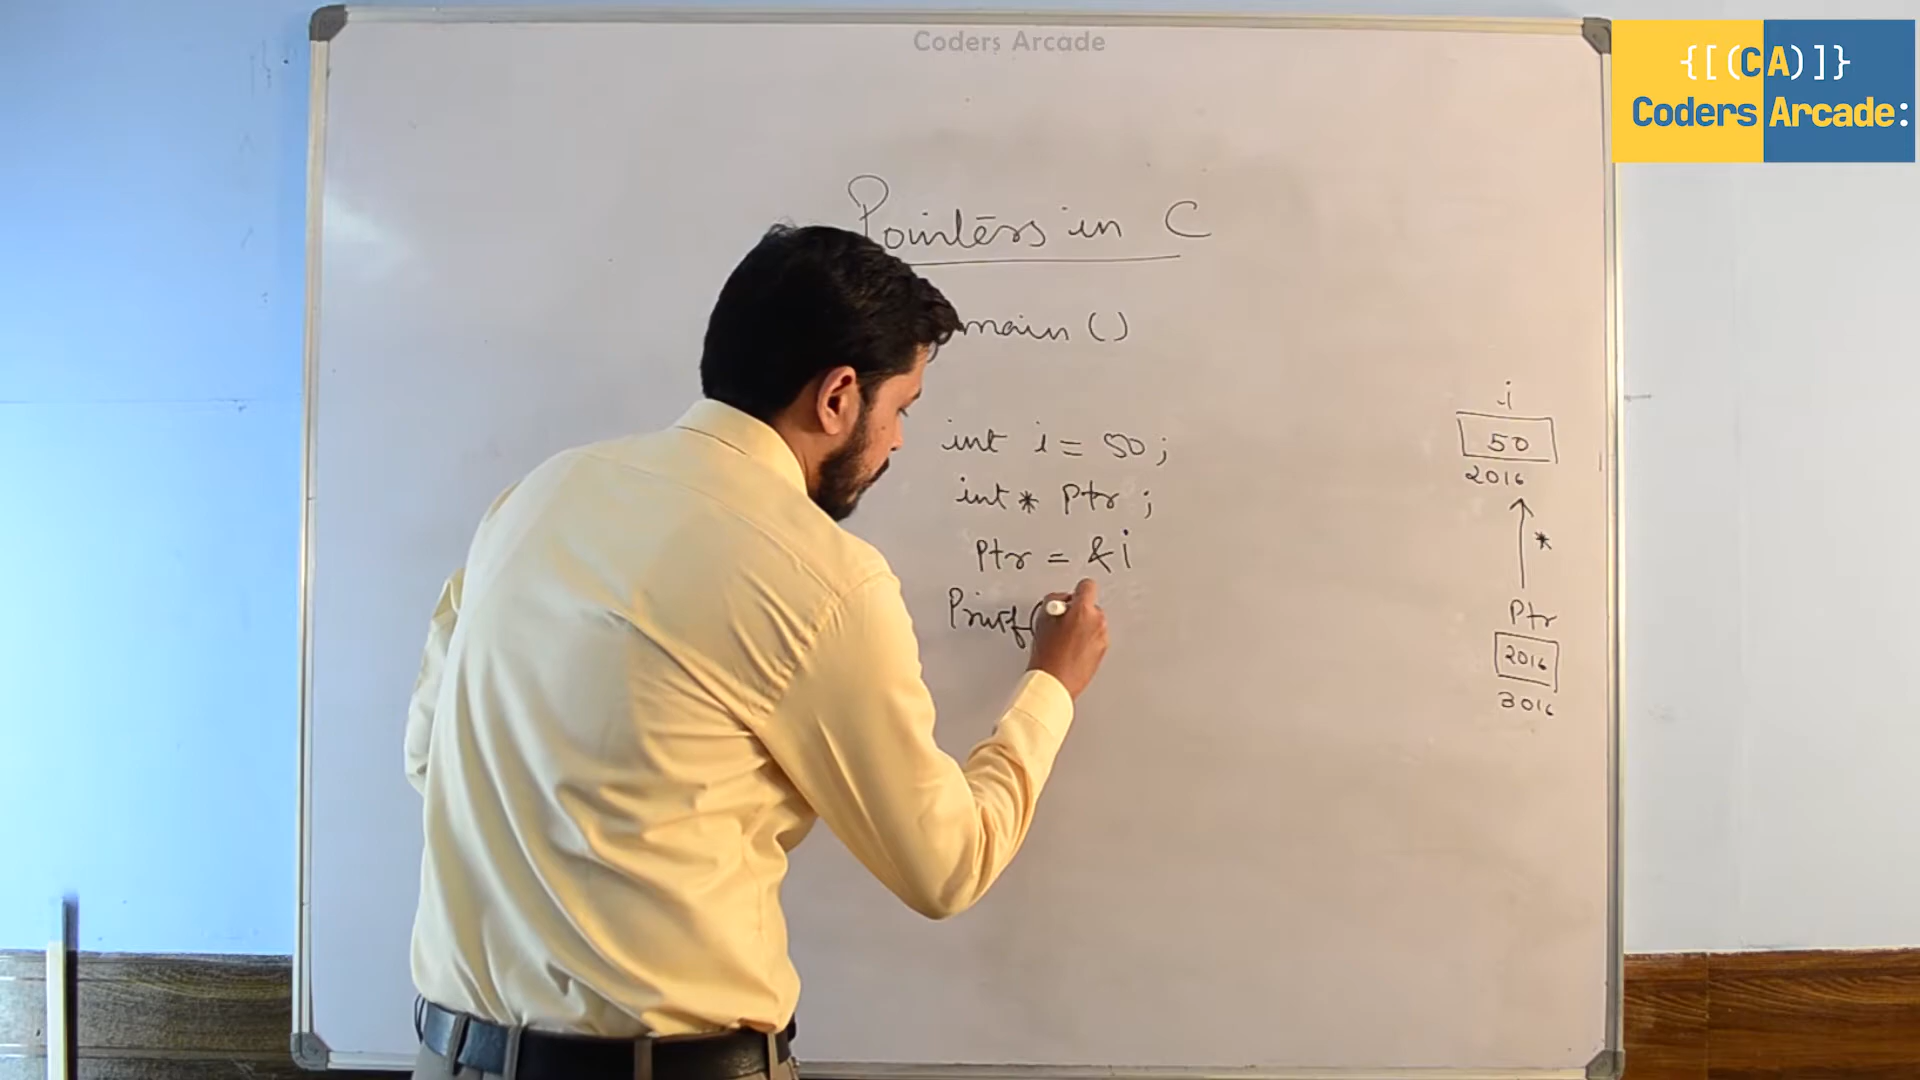 Coders Arcade
{[(CA)]}
Coders Arcade:
Pointers in C
main ()
int i = 50;
int * Ptr ;
Ptr = &i
Printf(
i
50
2016
*
Ptr
2016
3016